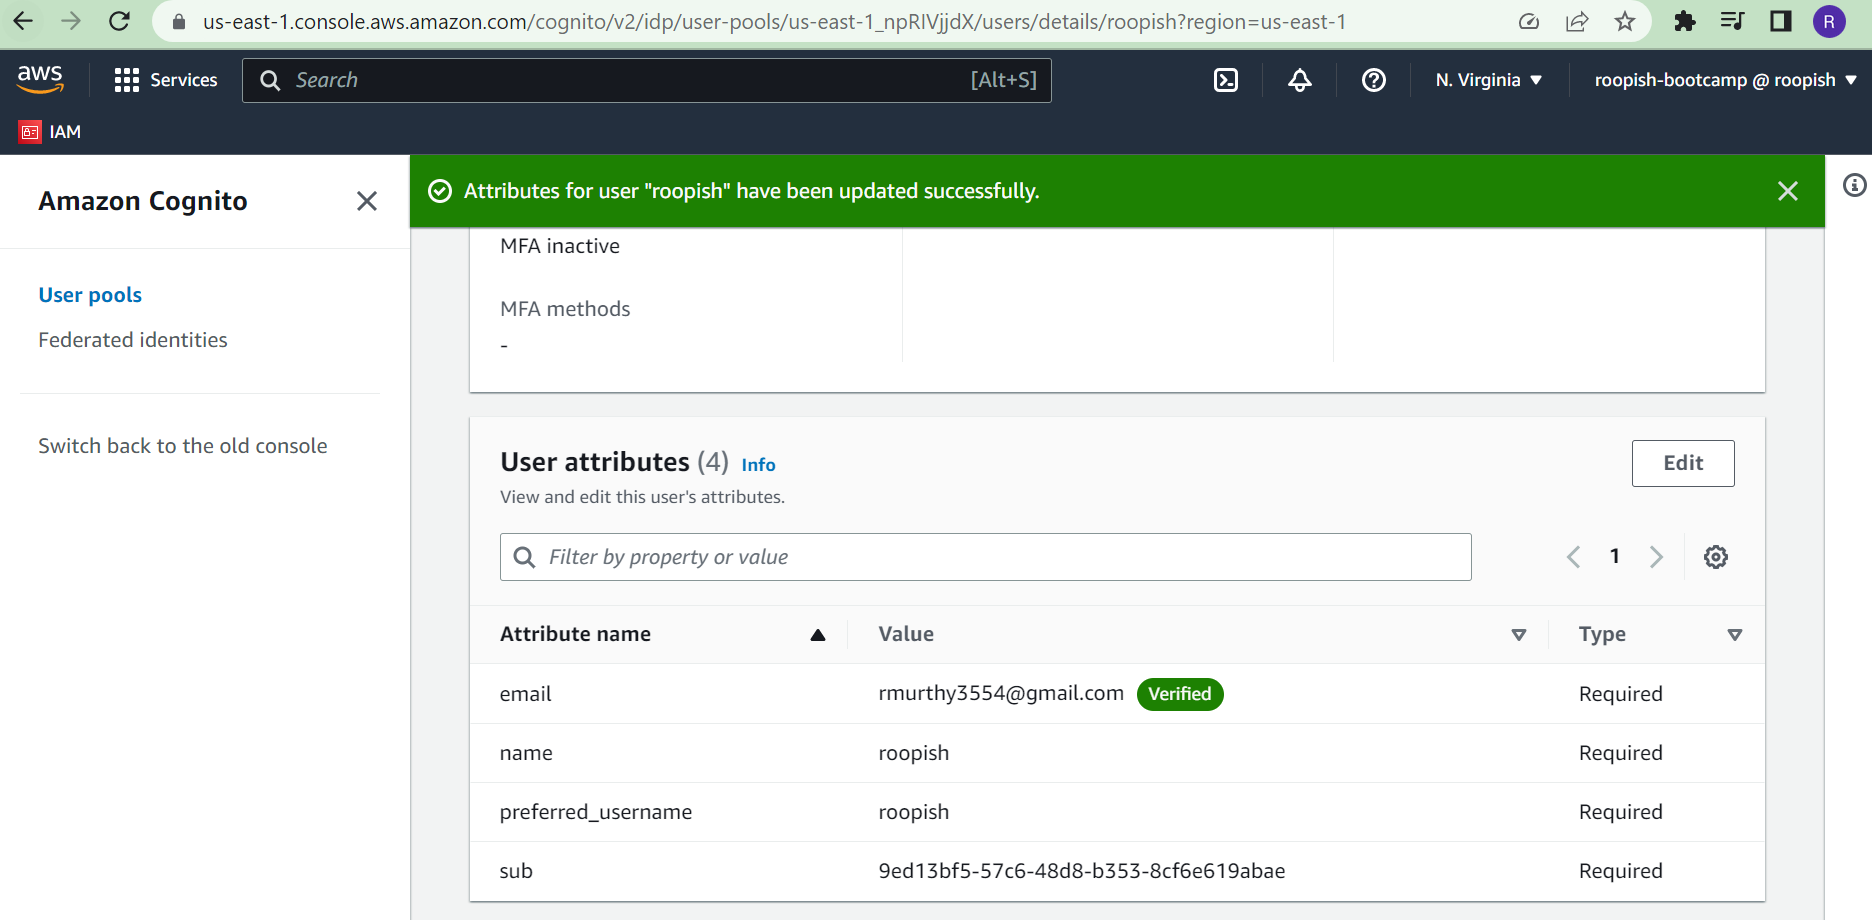 us-east-1.console.aws.amazon.com/cognito/v2/idp/user-pools/us-east-1_npRIVjjdX/users/details/roopish?region=us-east-1
R
aws
Services
Search
[Alt+S]
N. Virginia
roopish-bootcamp @ roopish
IAM
Amazon Cognito
User pools
Federated identities
Switch back to the old console
Attributes for user "roopish" have been updated successfully.
MFA inactive
MFA methods
-
User attributes (4) Info
Edit
View and edit this user's attributes.
Filter by property or value
1
Attribute name Value Type
email rmurthy3554@gmail.com Verified Required
name roopish Required
preferred_username roopish Required
sub 9ed13bf5-57c6-48d8-b353-8cf6e619abae Required